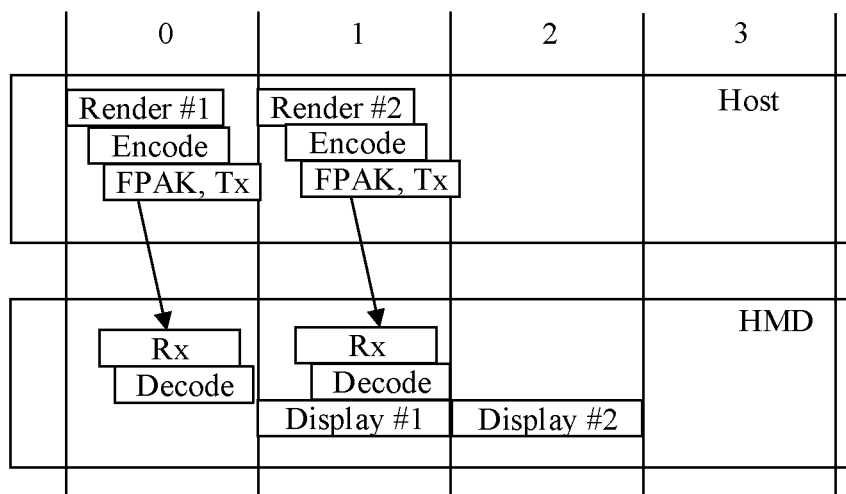 0 1 2 3
Render #1 Render #2 Host
Encode Encode
FPAK, Tx FPAK, Tx
HMD
Rx Rx
Decode Decode
Display #1 Display #2